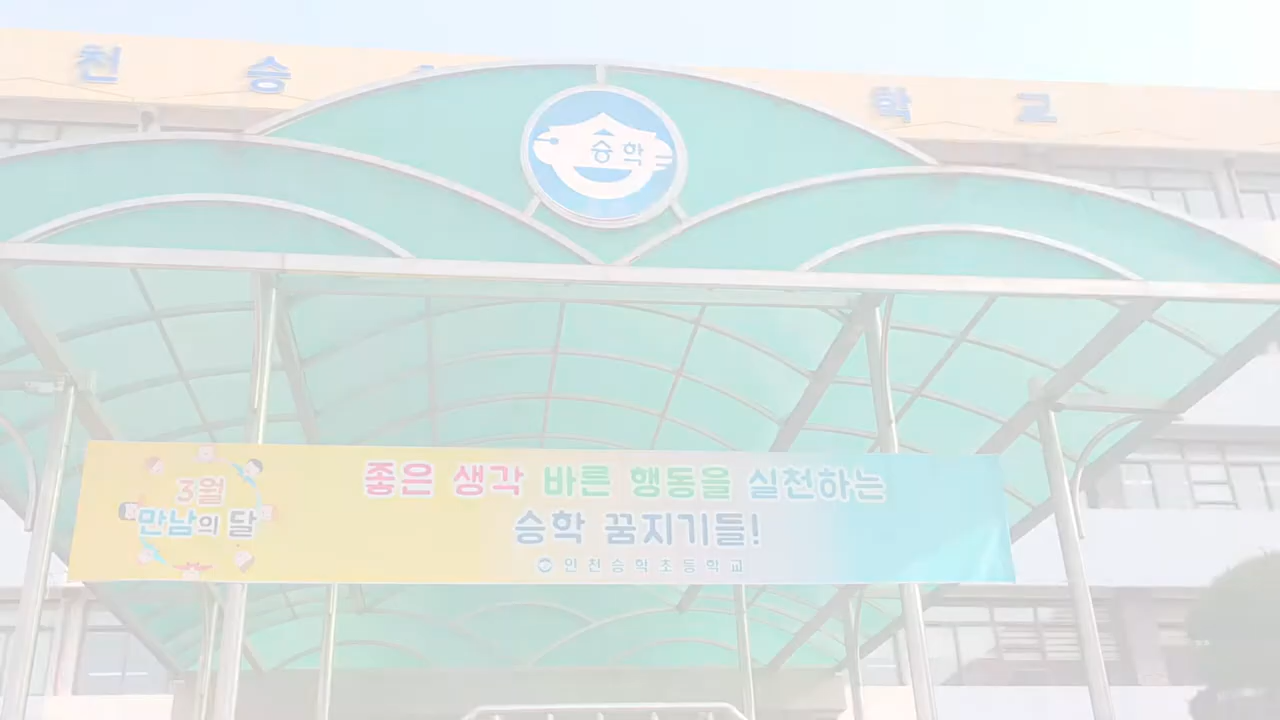 천 승 학 교
승학
3월
만남의 달
좋은 생각 바른 행동을 실천하는
승학 꿈지기들!
인천승학초등학교